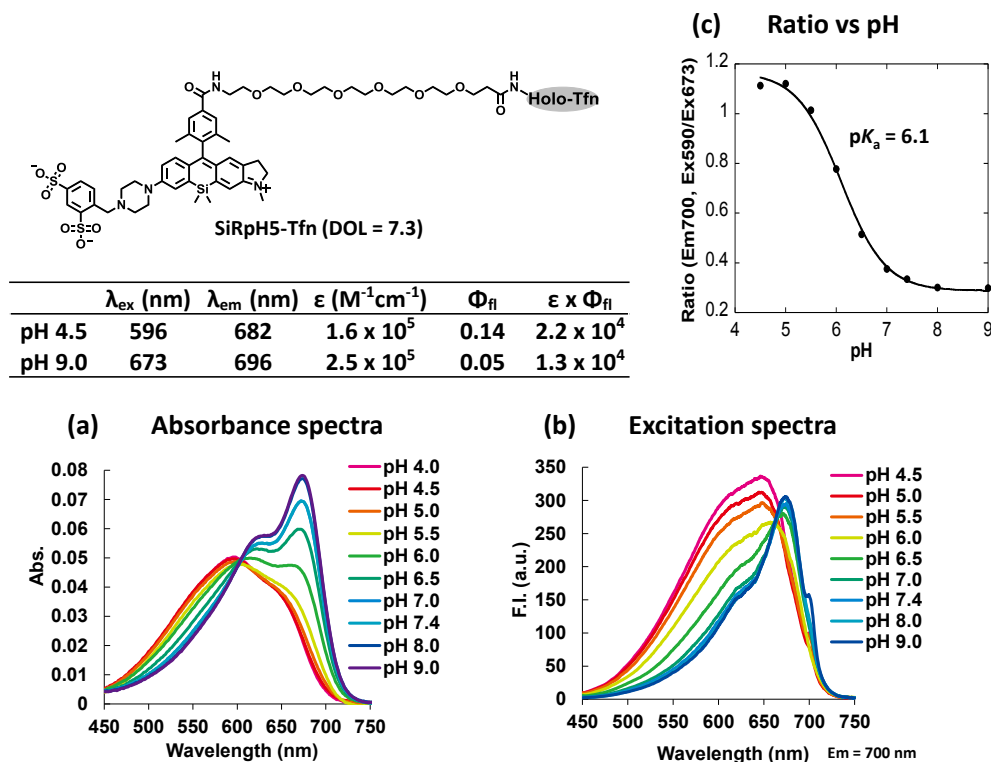 (c) Ratio vs pH
O
N
H
O
O
O
O
O
O
O
H
N
Holo-Tfn
O⁻
O
S
O
N
N
Si
N
+
O
S
O
O⁻
SiRpH5-Tfn (DOL = 7.3)
λex (nm) λem (nm) ε (M⁻¹cm⁻¹) Φfl ε x Φfl
pH 4.5 596 682 1.6 x 10⁵ 0.14 2.2 x 10⁴
pH 9.0 673 696 2.5 x 10⁵ 0.05 1.3 x 10⁴
Ratio (Em700, Ex590/Ex673)
1.2
1
0.8
0.6
0.4
0.2
pKa = 6.1
4 5 6 7 8 9
pH
(a) Absorbance spectra
Abs.
0.08
0.07
0.06
0.05
0.04
0.03
0.02
0.01
0
pH 4.0
pH 4.5
pH 5.0
pH 5.5
pH 6.0
pH 6.5
pH 7.0
pH 7.4
pH 8.0
pH 9.0
450 500 550 600 650 700 750
Wavelength (nm)
(b) Excitation spectra
F.I. (a.u.)
350
300
250
200
150
100
50
0
pH 4.5
pH 5.0
pH 5.5
pH 6.0
pH 6.5
pH 7.0
pH 7.4
pH 8.0
pH 9.0
450 500 550 600 650 700 750
Wavelength (nm) Em = 700 nm